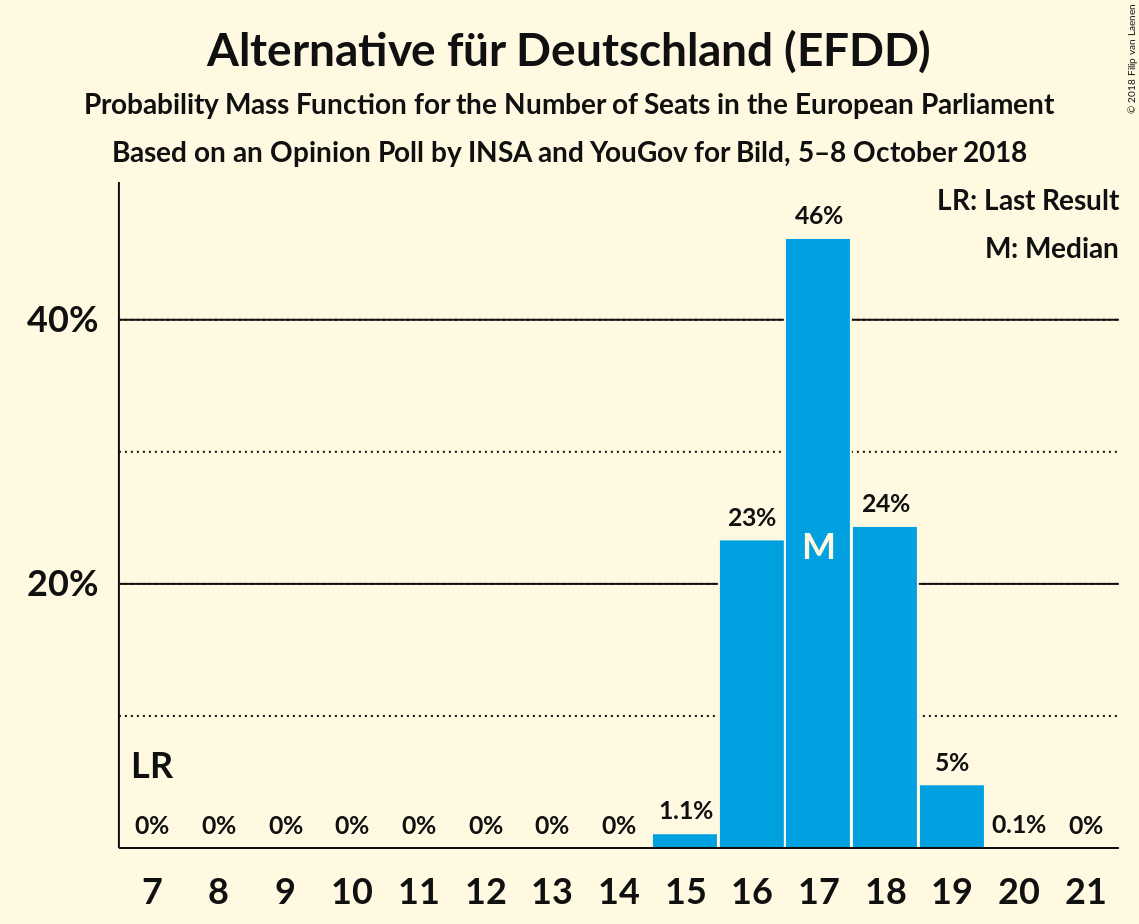 Alternative für Deutschland (EFDD)
Probability Mass Function for the Number of Seats in the European Parliament
Based on an Opinion Poll by INSA and YouGov for Bild, 5–8 October 2018
© 2018 Filip van Laenen
LR: Last Result
M: Median
46%
40%
24%
23%
M
20%
LR
5%
1.1%
0% 0% 0% 0% 0% 0% 0% 0% 0.1% 0%
7 8 9 10 11 12 13 14 15 16 17 18 19 20 21